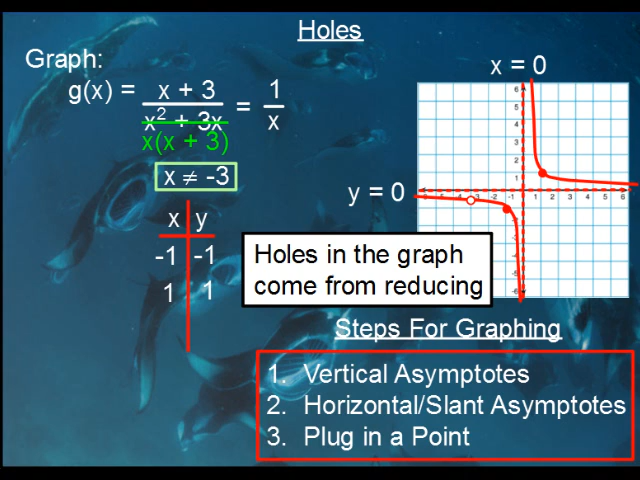 Holes
Graph:
g(x) = x + 3 / x² + 3x = 1 / x
x(x + 3)
x ≠ -3
x y
-1 -1
1 1
x = 0
y = 0
Holes in the graph
come from reducing
Steps For Graphing
1. Vertical Asymptotes
2. Horizontal/Slant Asymptotes
3. Plug in a Point